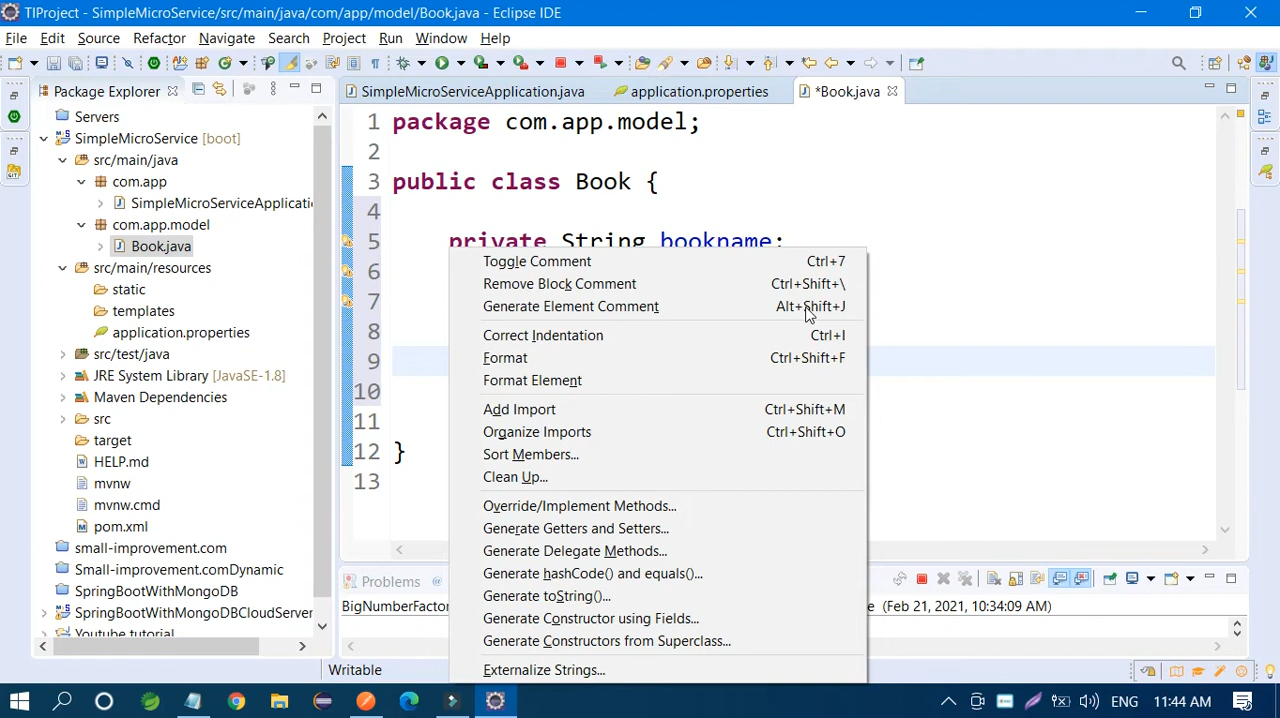 TIProject - SimpleMicroService/src/main/java/com/app/model/Book.java - Eclipse IDE
File Edit Source Refactor Navigate Search Project Run Window Help
Package Explorer
SimpleMicroServiceApplication.java application.properties *Book.java
Servers
SimpleMicroService [boot]
src/main/java
com.app
SimpleMicroServiceApplicati
com.app.model
Book.java
src/main/resources
static
templates
application.properties
src/test/java
JRE System Library [JavaSE-1.8]
Maven Dependencies
src
target
HELP.md
mvnw
mvnw.cmd
pom.xml
small-improvement.com
Small-improvement.comDynamic
SpringBootWithMongoDB
SpringBootWithMongoDBCloudServer
Youtube tutorial
1 package com.app.model;
2
3 public class Book {
4
5 private String bookname;
6
7
8
9
10
11
12 }
13
Toggle Comment Ctrl+7
Remove Block Comment Ctrl+Shift+\
Generate Element Comment Alt+Shift+J
Correct Indentation Ctrl+I
Format Ctrl+Shift+F
Format Element
Add Import Ctrl+Shift+M
Organize Imports Ctrl+Shift+O
Sort Members...
Clean Up...
Override/Implement Methods...
Generate Getters and Setters...
Generate Delegate Methods...
Generate hashCode() and equals()...
Generate toString()...
Generate Constructor using Fields...
Generate Constructors from Superclass...
Externalize Strings...
Problems @
BigNumberFactor
(Feb 21, 2021, 10:34:09 AM)
Writable
ENG 11:44 AM